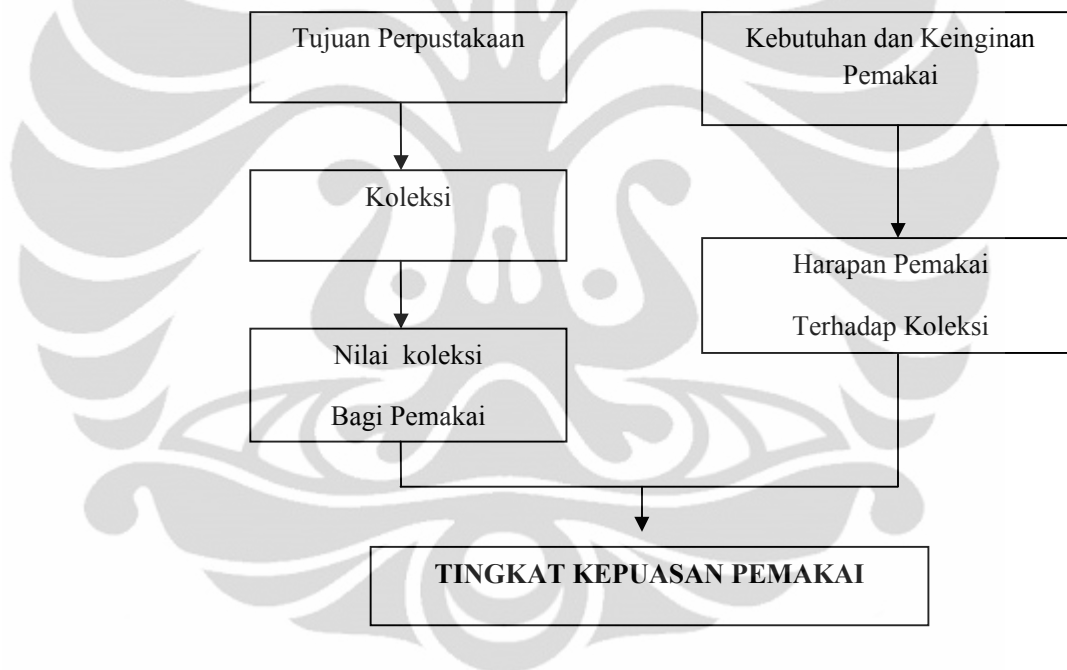 Tujuan Perpustakaan
Kebutuhan dan Keinginan
Pemakai
Koleksi
Harapan Pemakai
Terhadap Koleksi
Nilai koleksi
Bagi Pemakai
TINGKAT KEPUASAN PEMAKAI